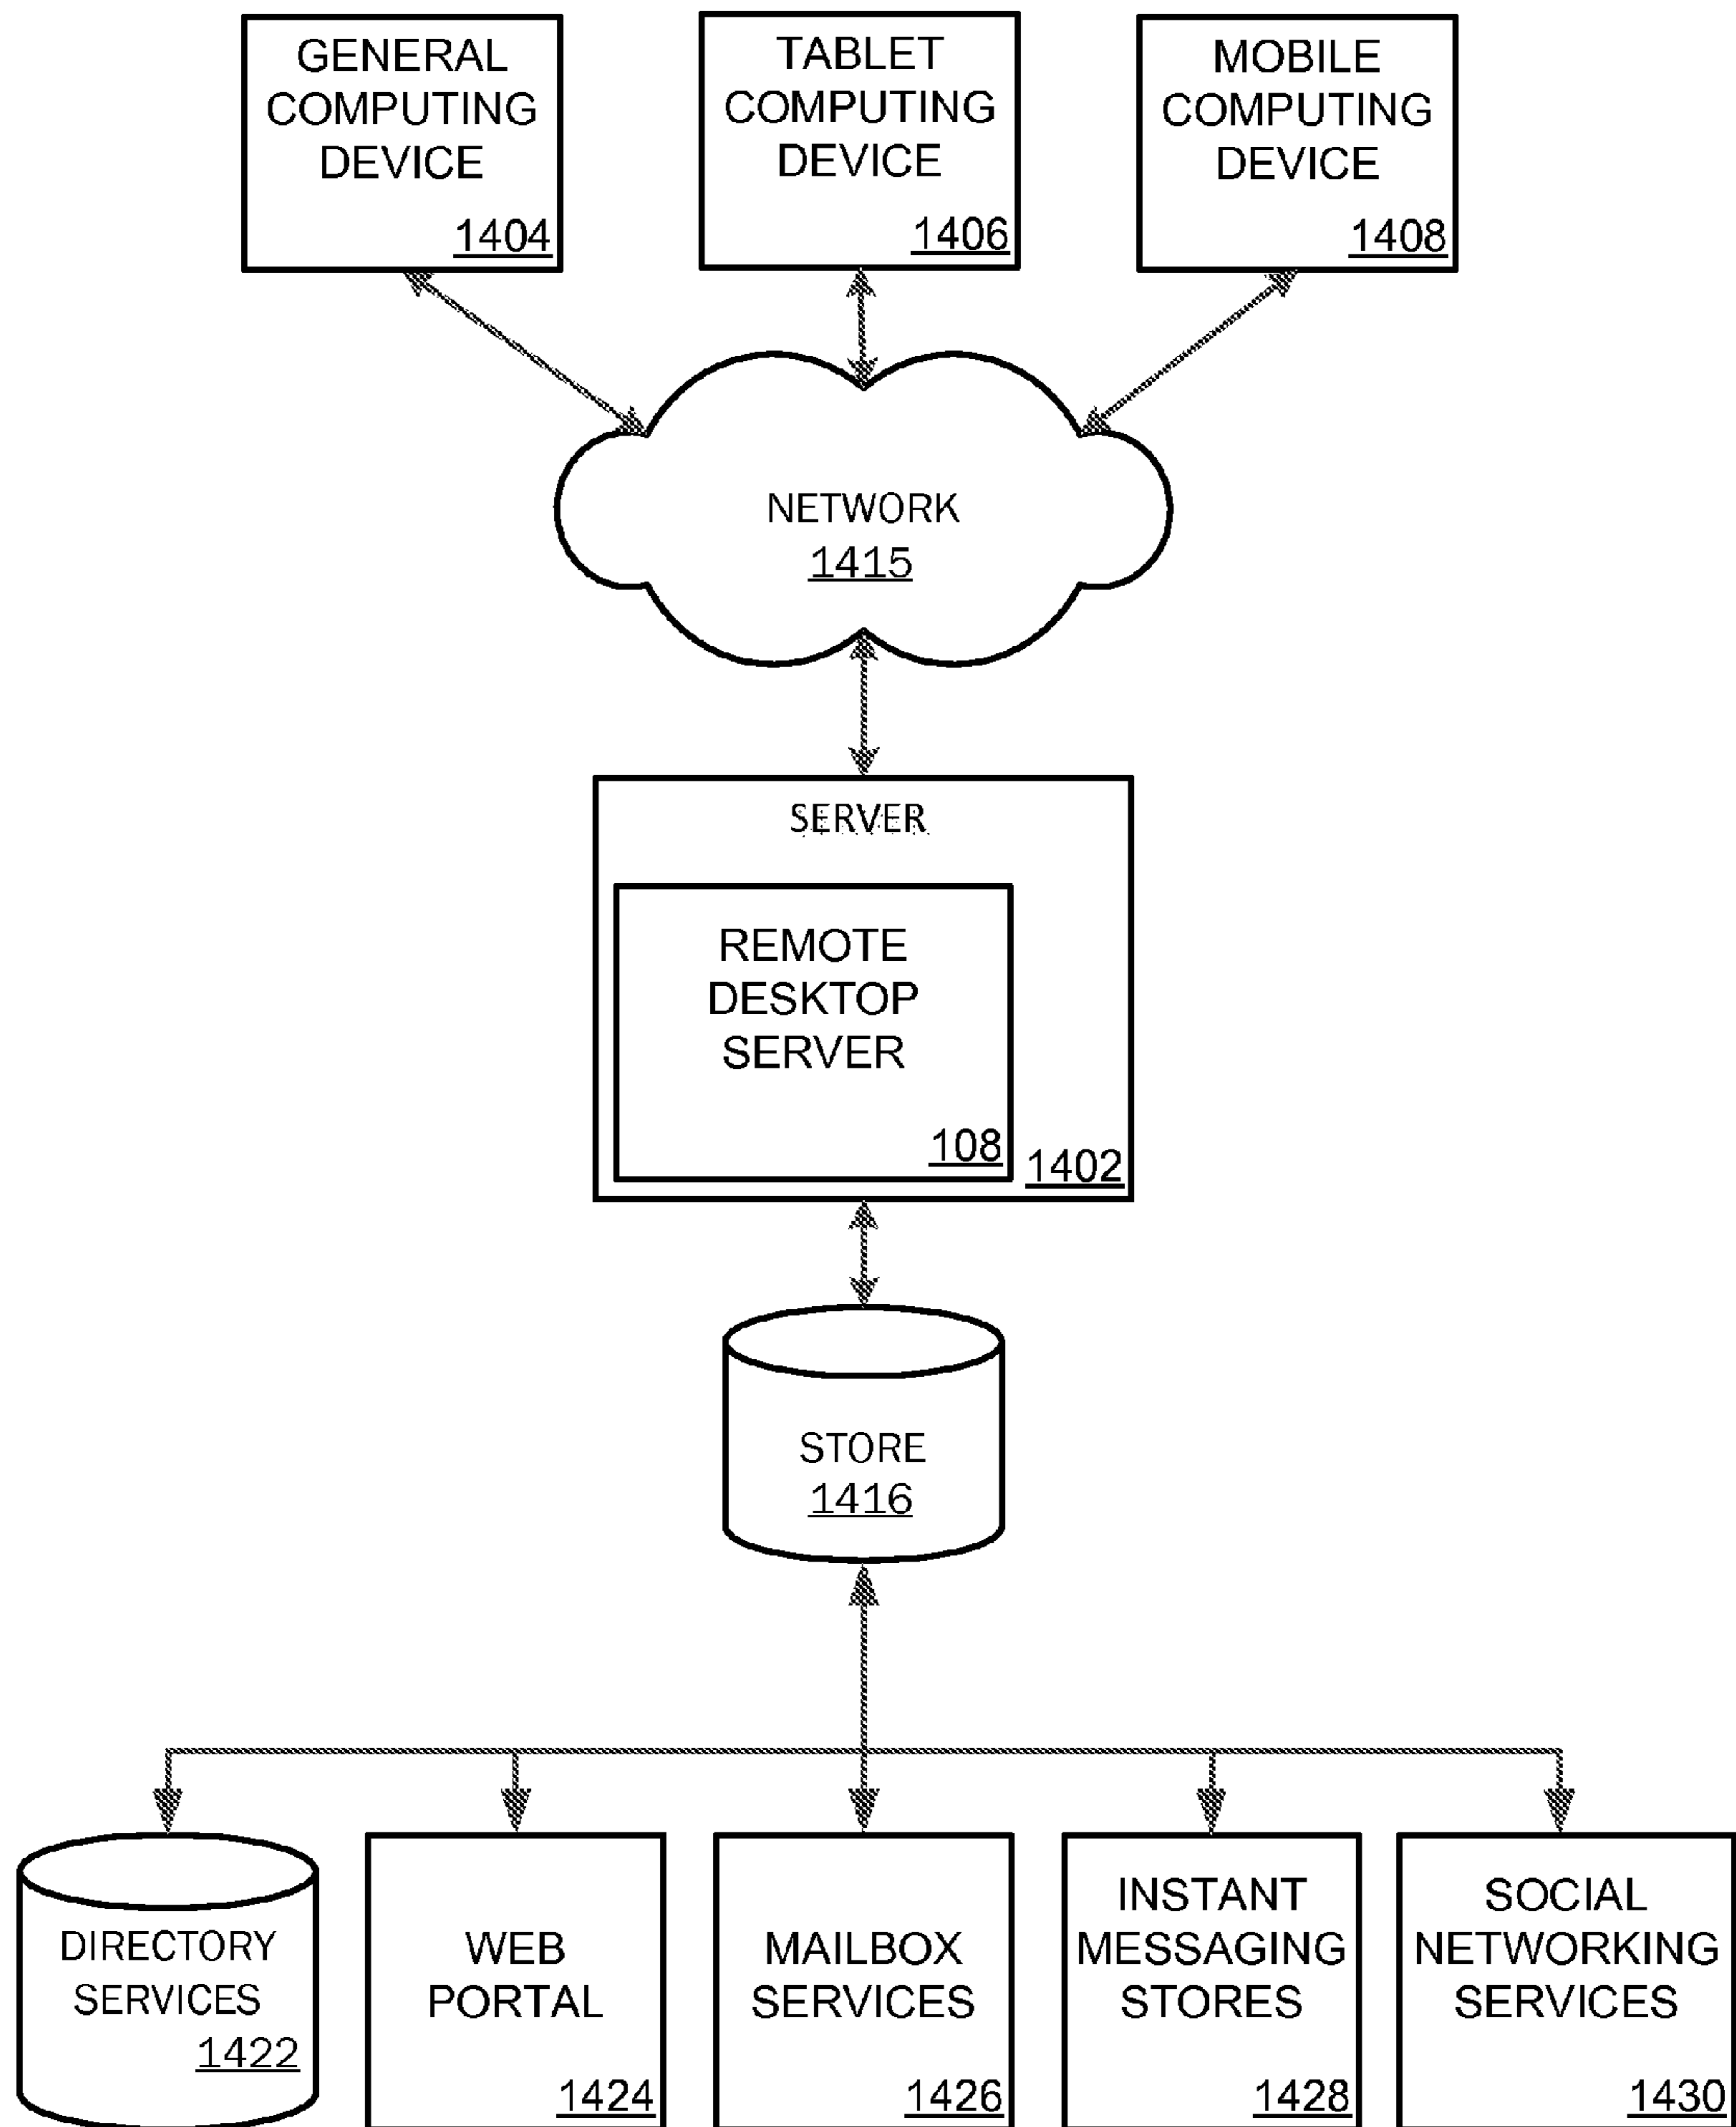 GENERAL
COMPUTING
DEVICE
1404
TABLET
COMPUTING
DEVICE
1406
MOBILE
COMPUTING
DEVICE
1408
NETWORK
1415
SERVER
REMOTE
DESKTOP
SERVER
108
1402
STORE
1416
DIRECTORY
SERVICES
1422
WEB
PORTAL
1424
MAILBOX
SERVICES
1426
INSTANT
MESSAGING
STORES
1428
SOCIAL
NETWORKING
SERVICES
1430